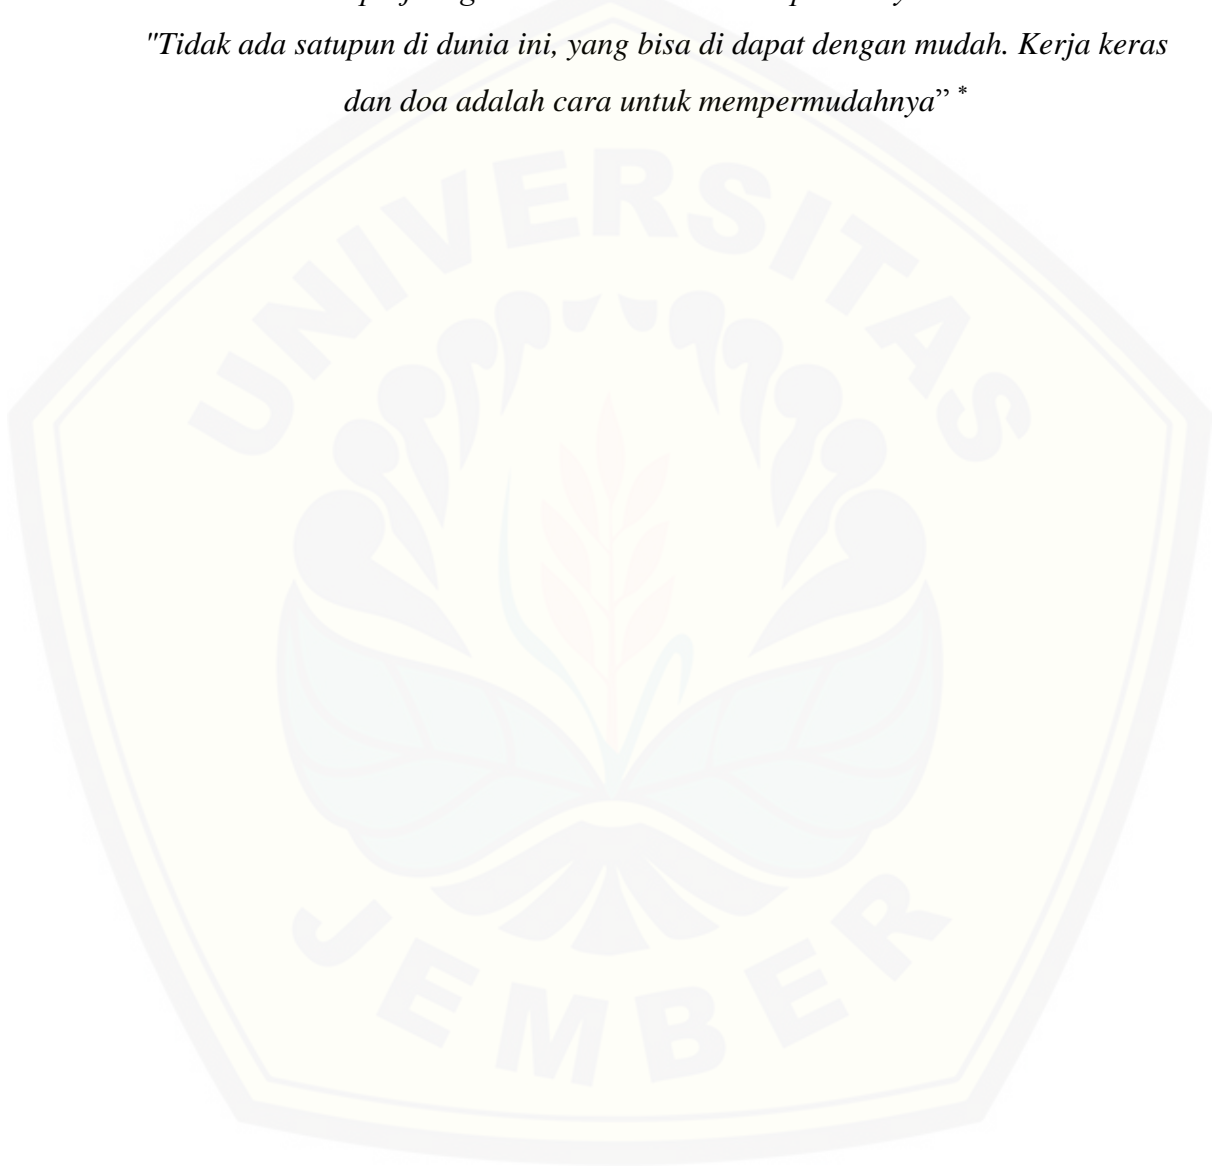 "Tidak ada satupun di dunia ini, yang bisa di dapat dengan mudah. Kerja keras
dan doa adalah cara untuk mempermudahnya” *
UNIVERSITAS
JEMBER